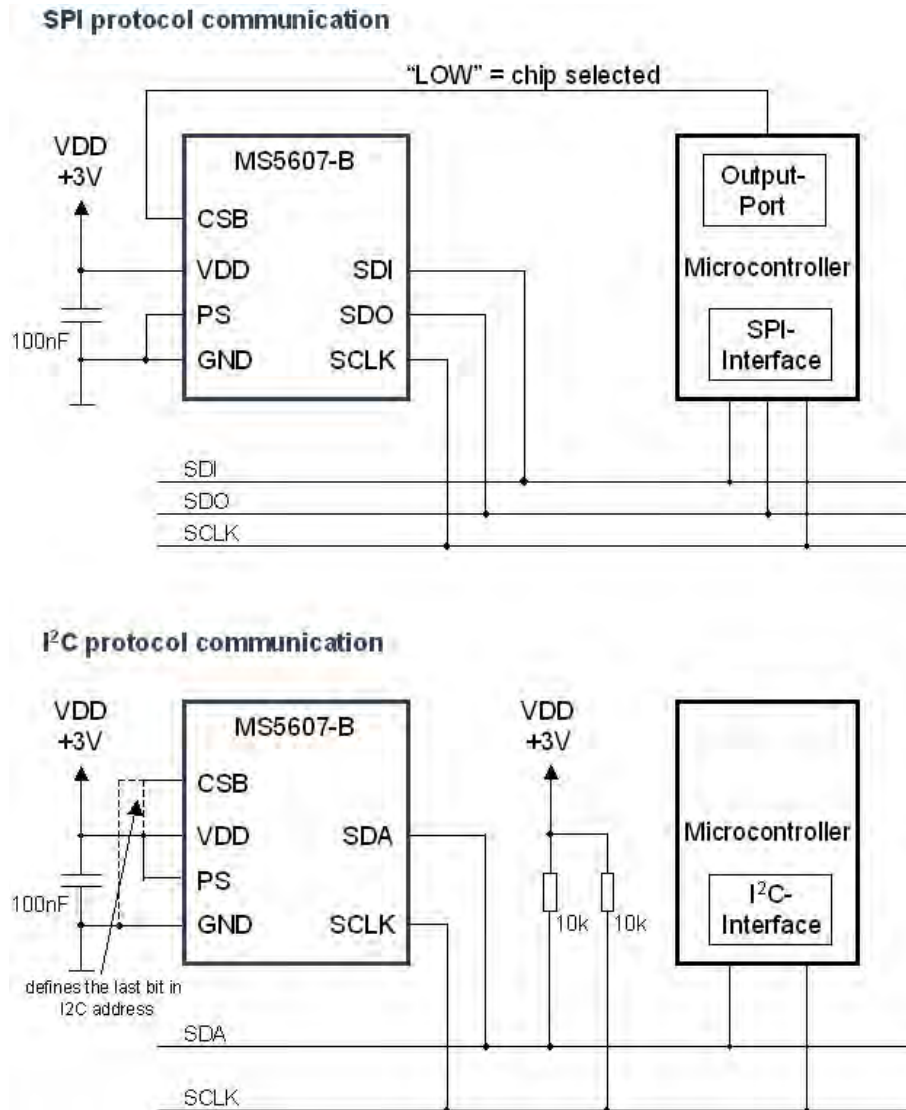 SPI protocol communication
“LOW” = chip selected
VDD
+3V
MS5607-B
CSB
VDD
PS
GND
SDI
SDO
SCLK
100nF
Output-
Port
Microcontroller
SPI-
Interface
SDI
SDO
SCLK
I²C protocol communication
VDD
+3V
MS5607-B
CSB
VDD
PS
GND
SDA
SCLK
100nF
defines the last bit in
I2C address
VDD
+3V
10k
10k
Microcontroller
I²C-
Interface
SDA
SCLK